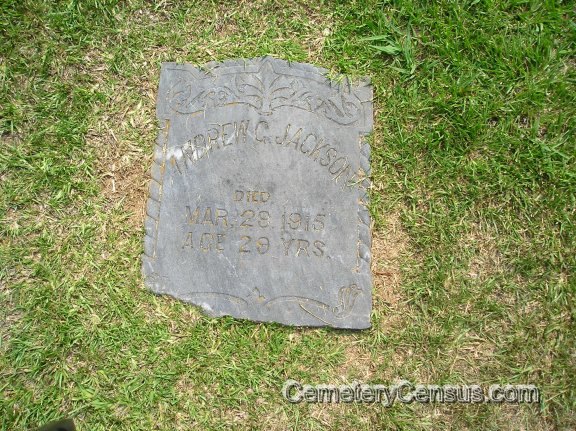 ANDREW C. JACKSON
DIED
MAR. 28. 1915
AGE 29 YRS.
CemeteryCensus.com